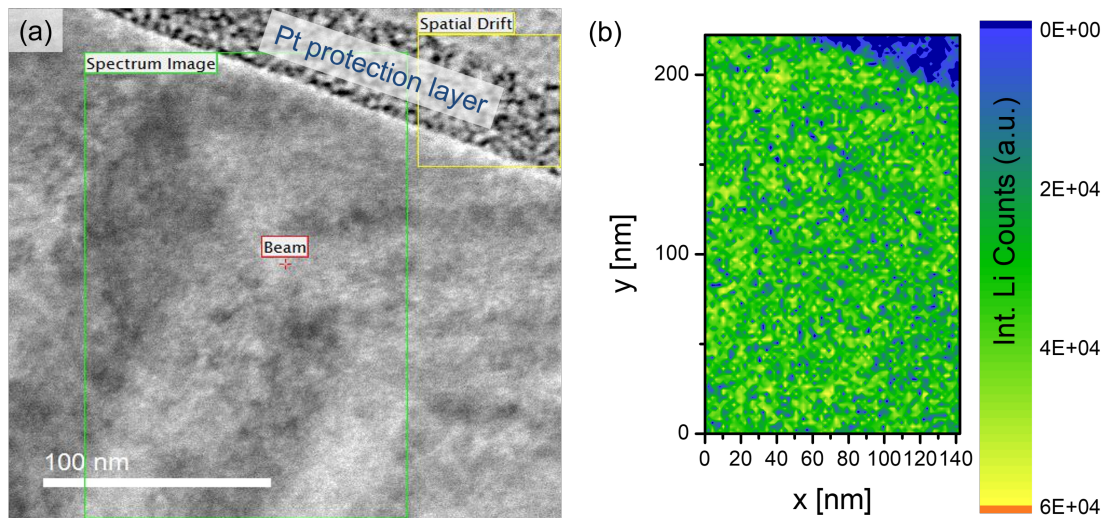 (a)
Spatial Drift
Pt protection layer
Spectrum Image
Beam
100 nm
(b)
200
100
0
y [nm]
0 20 40 60 80 100 120 140
x [nm]
0E+00
2E+04
4E+04
6E+04
Int. Li Counts (a.u.)